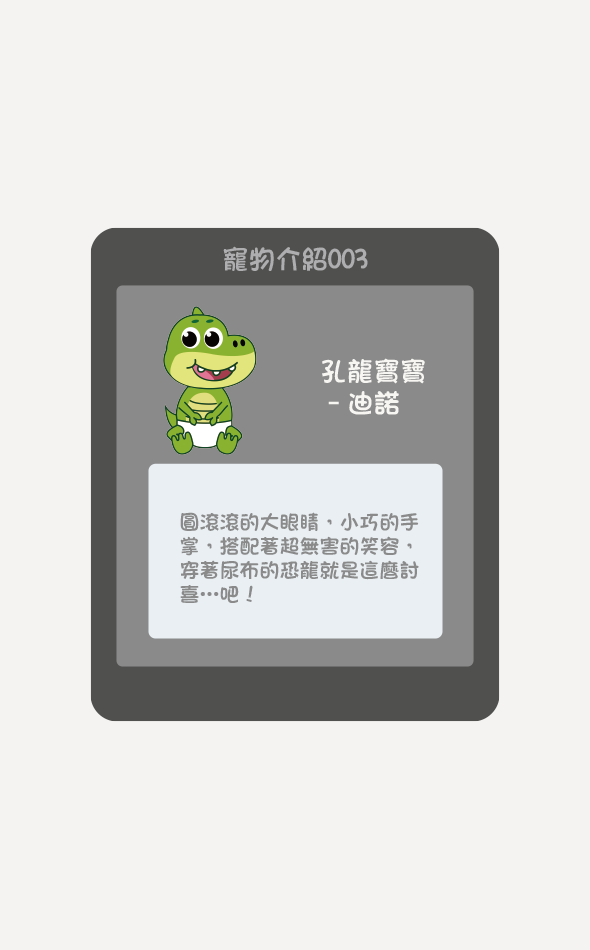 寵物介紹003
孔龍寶寶
- 迪諾
圓滾滾的大眼睛，小巧的手
掌，搭配著超無害的笑容，
穿著尿布的恐龍就是這麼討
喜…吧！